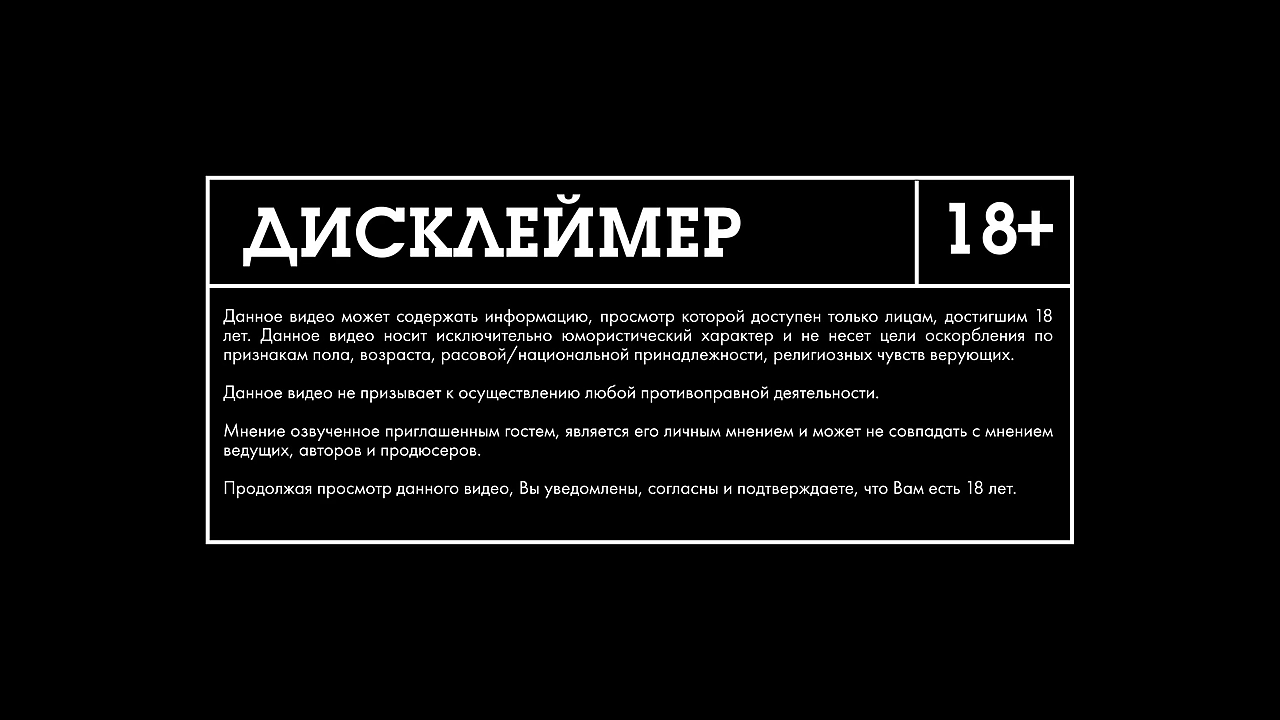 ДИСКЛЕЙМЕР
18+
Данное видео может содержать информацию, просмотр которой доступен только лицам, достигшим 18
лет. Данное видео носит исключительно юмористический характер и не несет цели оскорбления по
признакам пола, возраста, расовой/национальной принадлежности, религиозных чувств верующих.
Данное видео не призывает к осуществлению любой противоправной деятельности.
Мнение озвученное приглашенным гостем, является его личным мнением и может не совпадать с мнением
ведущих, авторов и продюсеров.
Продолжая просмотр данного видео, Вы уведомлены, согласны и подтверждаете, что Вам есть 18 лет.